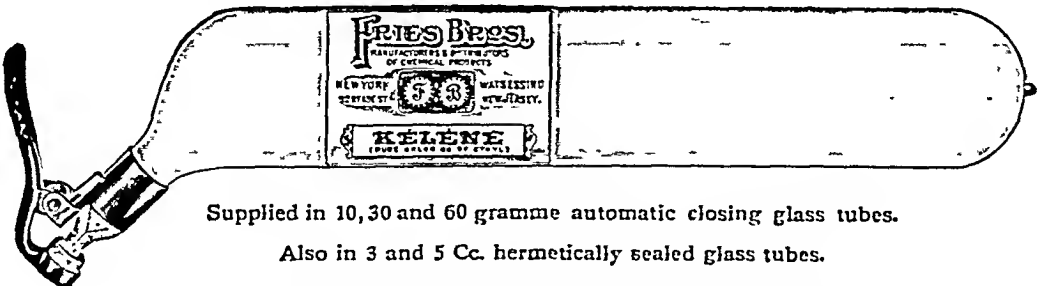 FRIES BROS.
MANUFACTURERS & DISTRIBUTORS
OF CHEMICAL PRODUCTS
NEW YORK
F B
WATSESSING
NEW JERSEY.
KÉLÈNE
Supplied in 10, 30 and 60 gramme automatic closing glass tubes.
Also in 3 and 5 Cc. hermetically sealed glass tubes.